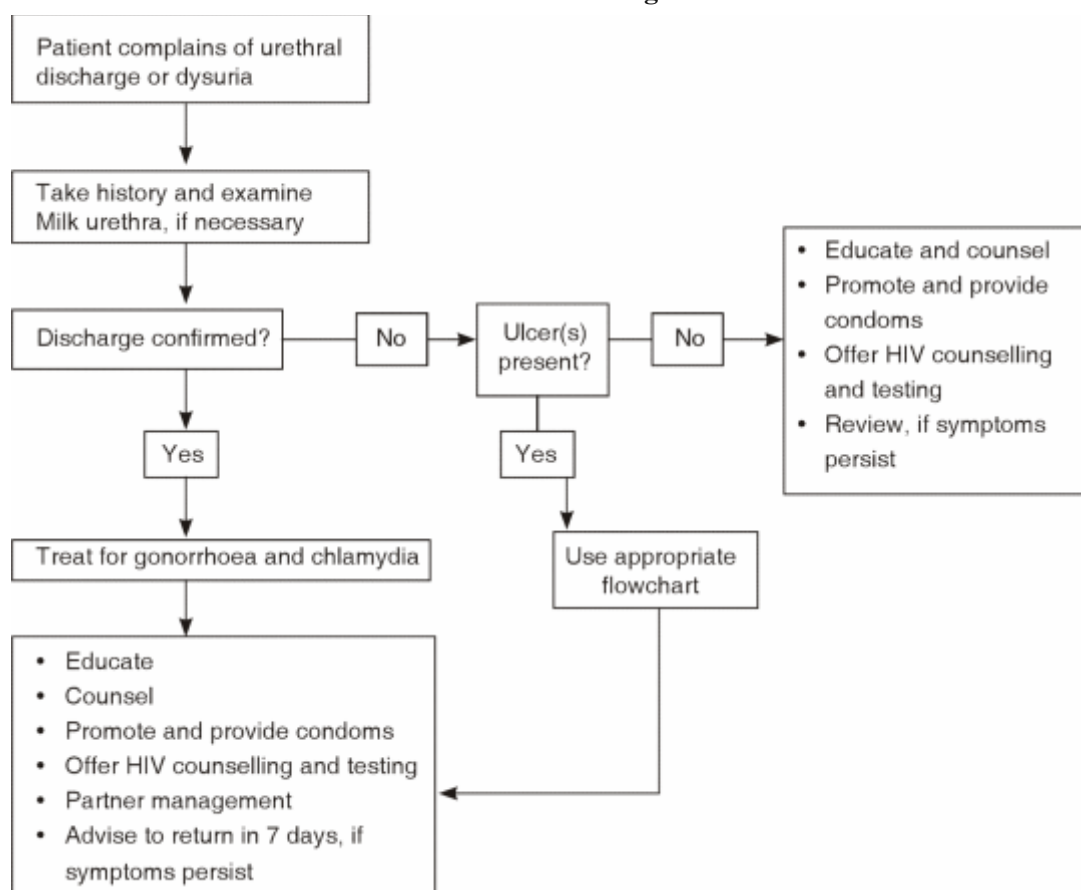 Patient complains of urethral
discharge or dysuria
Take history and examine
Milk urethra, if necessary
Discharge confirmed?
No
Ulcer(s)
present?
No
• Educate and counsel
• Promote and provide
condoms
• Offer HIV counselling
and testing
• Review, if symptoms
persist
Yes
Yes
Treat for gonorrhoea and chlamydia
Use appropriate
flowchart
• Educate
• Counsel
• Promote and provide condoms
• Offer HIV counselling and testing
• Partner management
• Advise to return in 7 days, if
symptoms persist